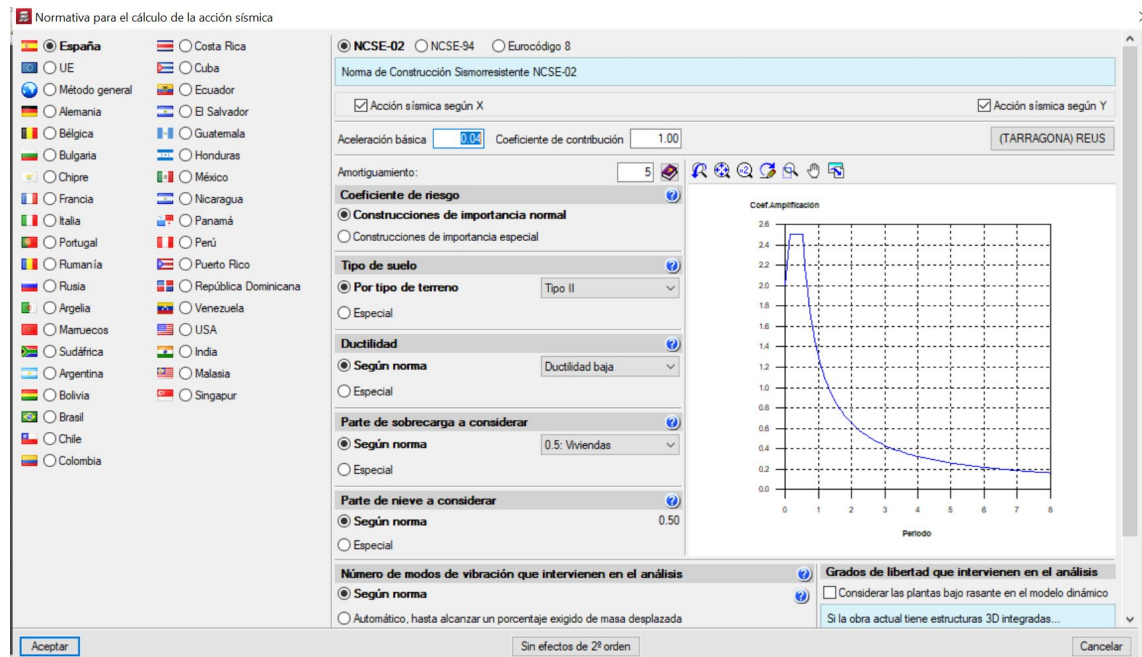 Normativa para el cálculo de la acción sísmica
España
Costa Rica
UE
Cuba
Método general
Ecuador
Alemania
El Salvador
Bélgica
Guatemala
Bulgaria
Honduras
Chipre
México
Francia
Nicaragua
Italia
Panamá
Portugal
Perú
Rumanía
Puerto Rico
Rusia
República Dominicana
Argelia
Venezuela
Marruecos
USA
Sudáfrica
India
Argentina
Malasia
Bolivia
Singapur
Brasil
Chile
Colombia
NCSE-02 NCSE-94 Eurocódigo 8
Norma de Construcción Sismorresistente NCSE-02
Acción sísmica según X Acción sísmica según Y
Aceleración básica 0.04 Coeficiente de contribución 1.00 (TARRAGONA) REUS
Amortiguamiento: 5
Coeficiente de riesgo
Construcciones de importancia normal
Construcciones de importancia especial
Tipo de suelo
Por tipo de terreno Tipo II
Especial
Ductilidad
Según norma Ductilidad baja
Especial
Parte de sobrecarga a considerar
Según norma 0.5: Viviendas
Especial
Parte de nieve a considerar
Según norma 0.50
Especial
x2
Coef.Amplificación
2.6
2.4
2.2
2.0
1.8
1.6
1.4
1.2
1.0
0.8
0.6
0.4
0.2
0.0
0 1 2 3 4 5 6 7 8
Periodo
Número de modos de vibración que intervienen en el análisis
Según norma
Automático, hasta alcanzar un porcentaje exigido de masa desplazada
Grados de libertad que intervienen en el análisis
Considerar las plantas bajo rasante en el modelo dinámico
Si la obra actual tiene estructuras 3D integradas...
Aceptar Sin efectos de 2º orden Cancelar